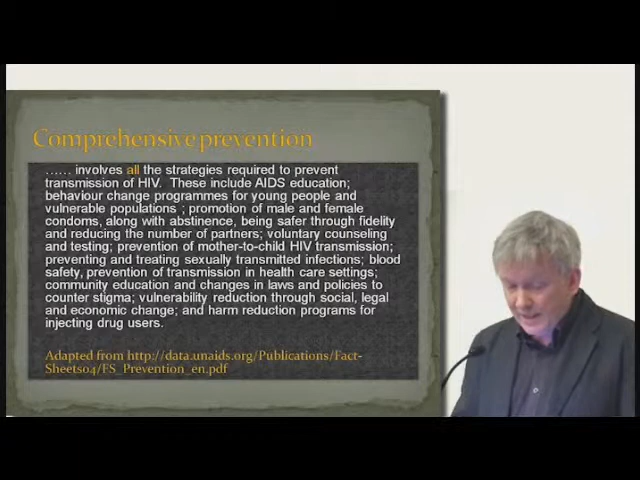 Comprehensive prevention
...... involves all the strategies required to prevent
transmission of HIV. These include AIDS education;
behaviour change programmes for young people and
vulnerable populations ; promotion of male and female
condoms, along with abstinence, being safer through fidelity
and reducing the number of partners; voluntary counseling
and testing; prevention of mother-to-child HIV transmission;
preventing and treating sexually transmitted infections; blood
safety, prevention of transmission in health care settings;
community education and changes in laws and policies to
counter stigma; vulnerability reduction through social, legal
and economic change; and harm reduction programs for
injecting drug users.
Adapted from http://data.unaids.org/Publications/Fact-
Sheets04/FS_Prevention_en.pdf